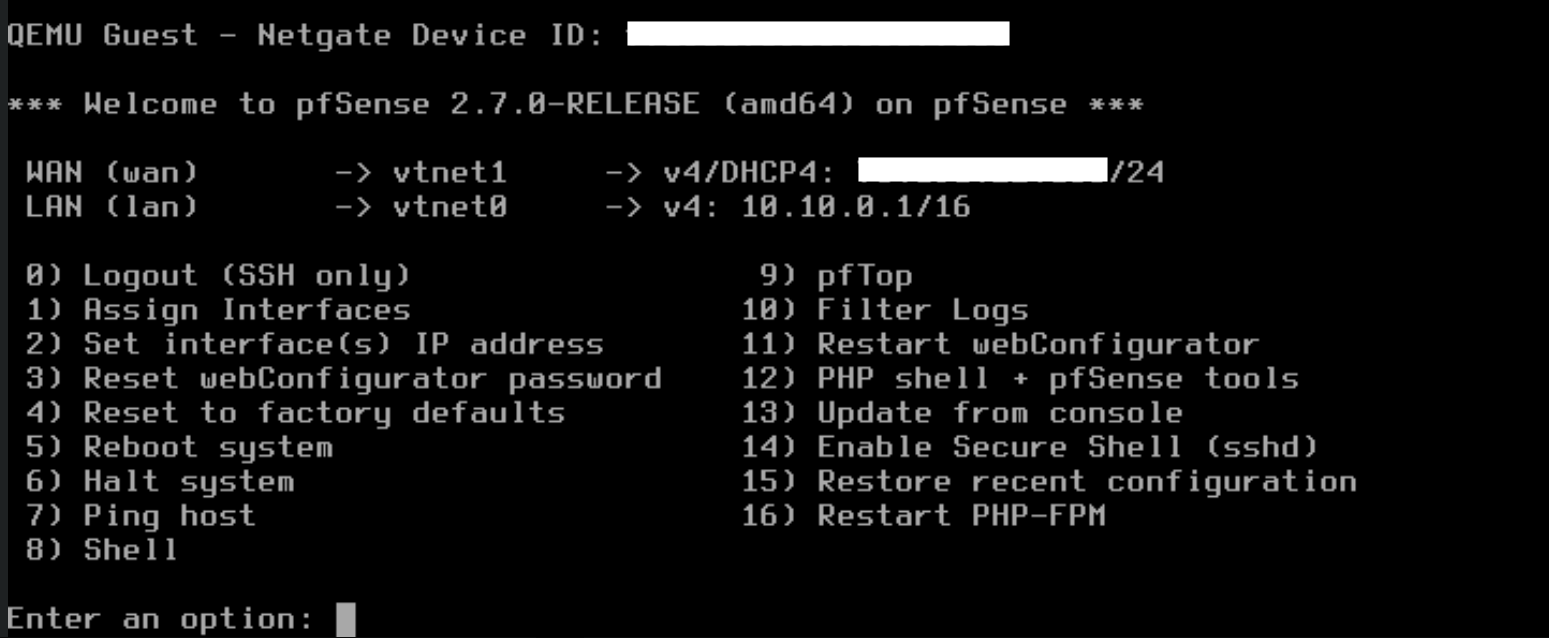 QEMU Guest - Netgate Device ID:
*** Welcome to pfSense 2.7.0-RELEASE (amd64) on pfSense ***
WAN (wan) -> vtnet1 -> v4/DHCP4: /24
LAN (lan) -> vtnet0 -> v4: 10.10.0.1/16
0) Logout (SSH only) 9) pfTop
1) Assign Interfaces 10) Filter Logs
2) Set interface(s) IP address 11) Restart webConfigurator
3) Reset webConfigurator password 12) PHP shell + pfSense tools
4) Reset to factory defaults 13) Update from console
5) Reboot system 14) Enable Secure Shell (sshd)
6) Halt system 15) Restore recent configuration
7) Ping host 16) Restart PHP-FPM
8) Shell
Enter an option: